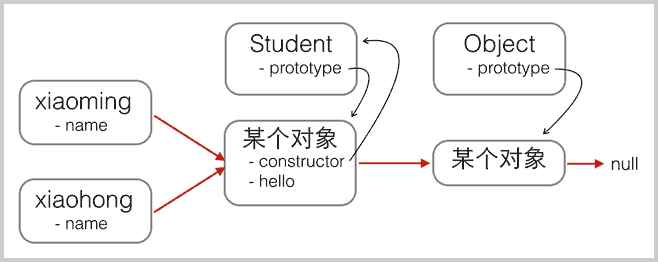 Student
- prototype
Object
- prototype
xiaoming
- name
某个对象
- constructor
- hello
某个对象
null
xiaohong
- name